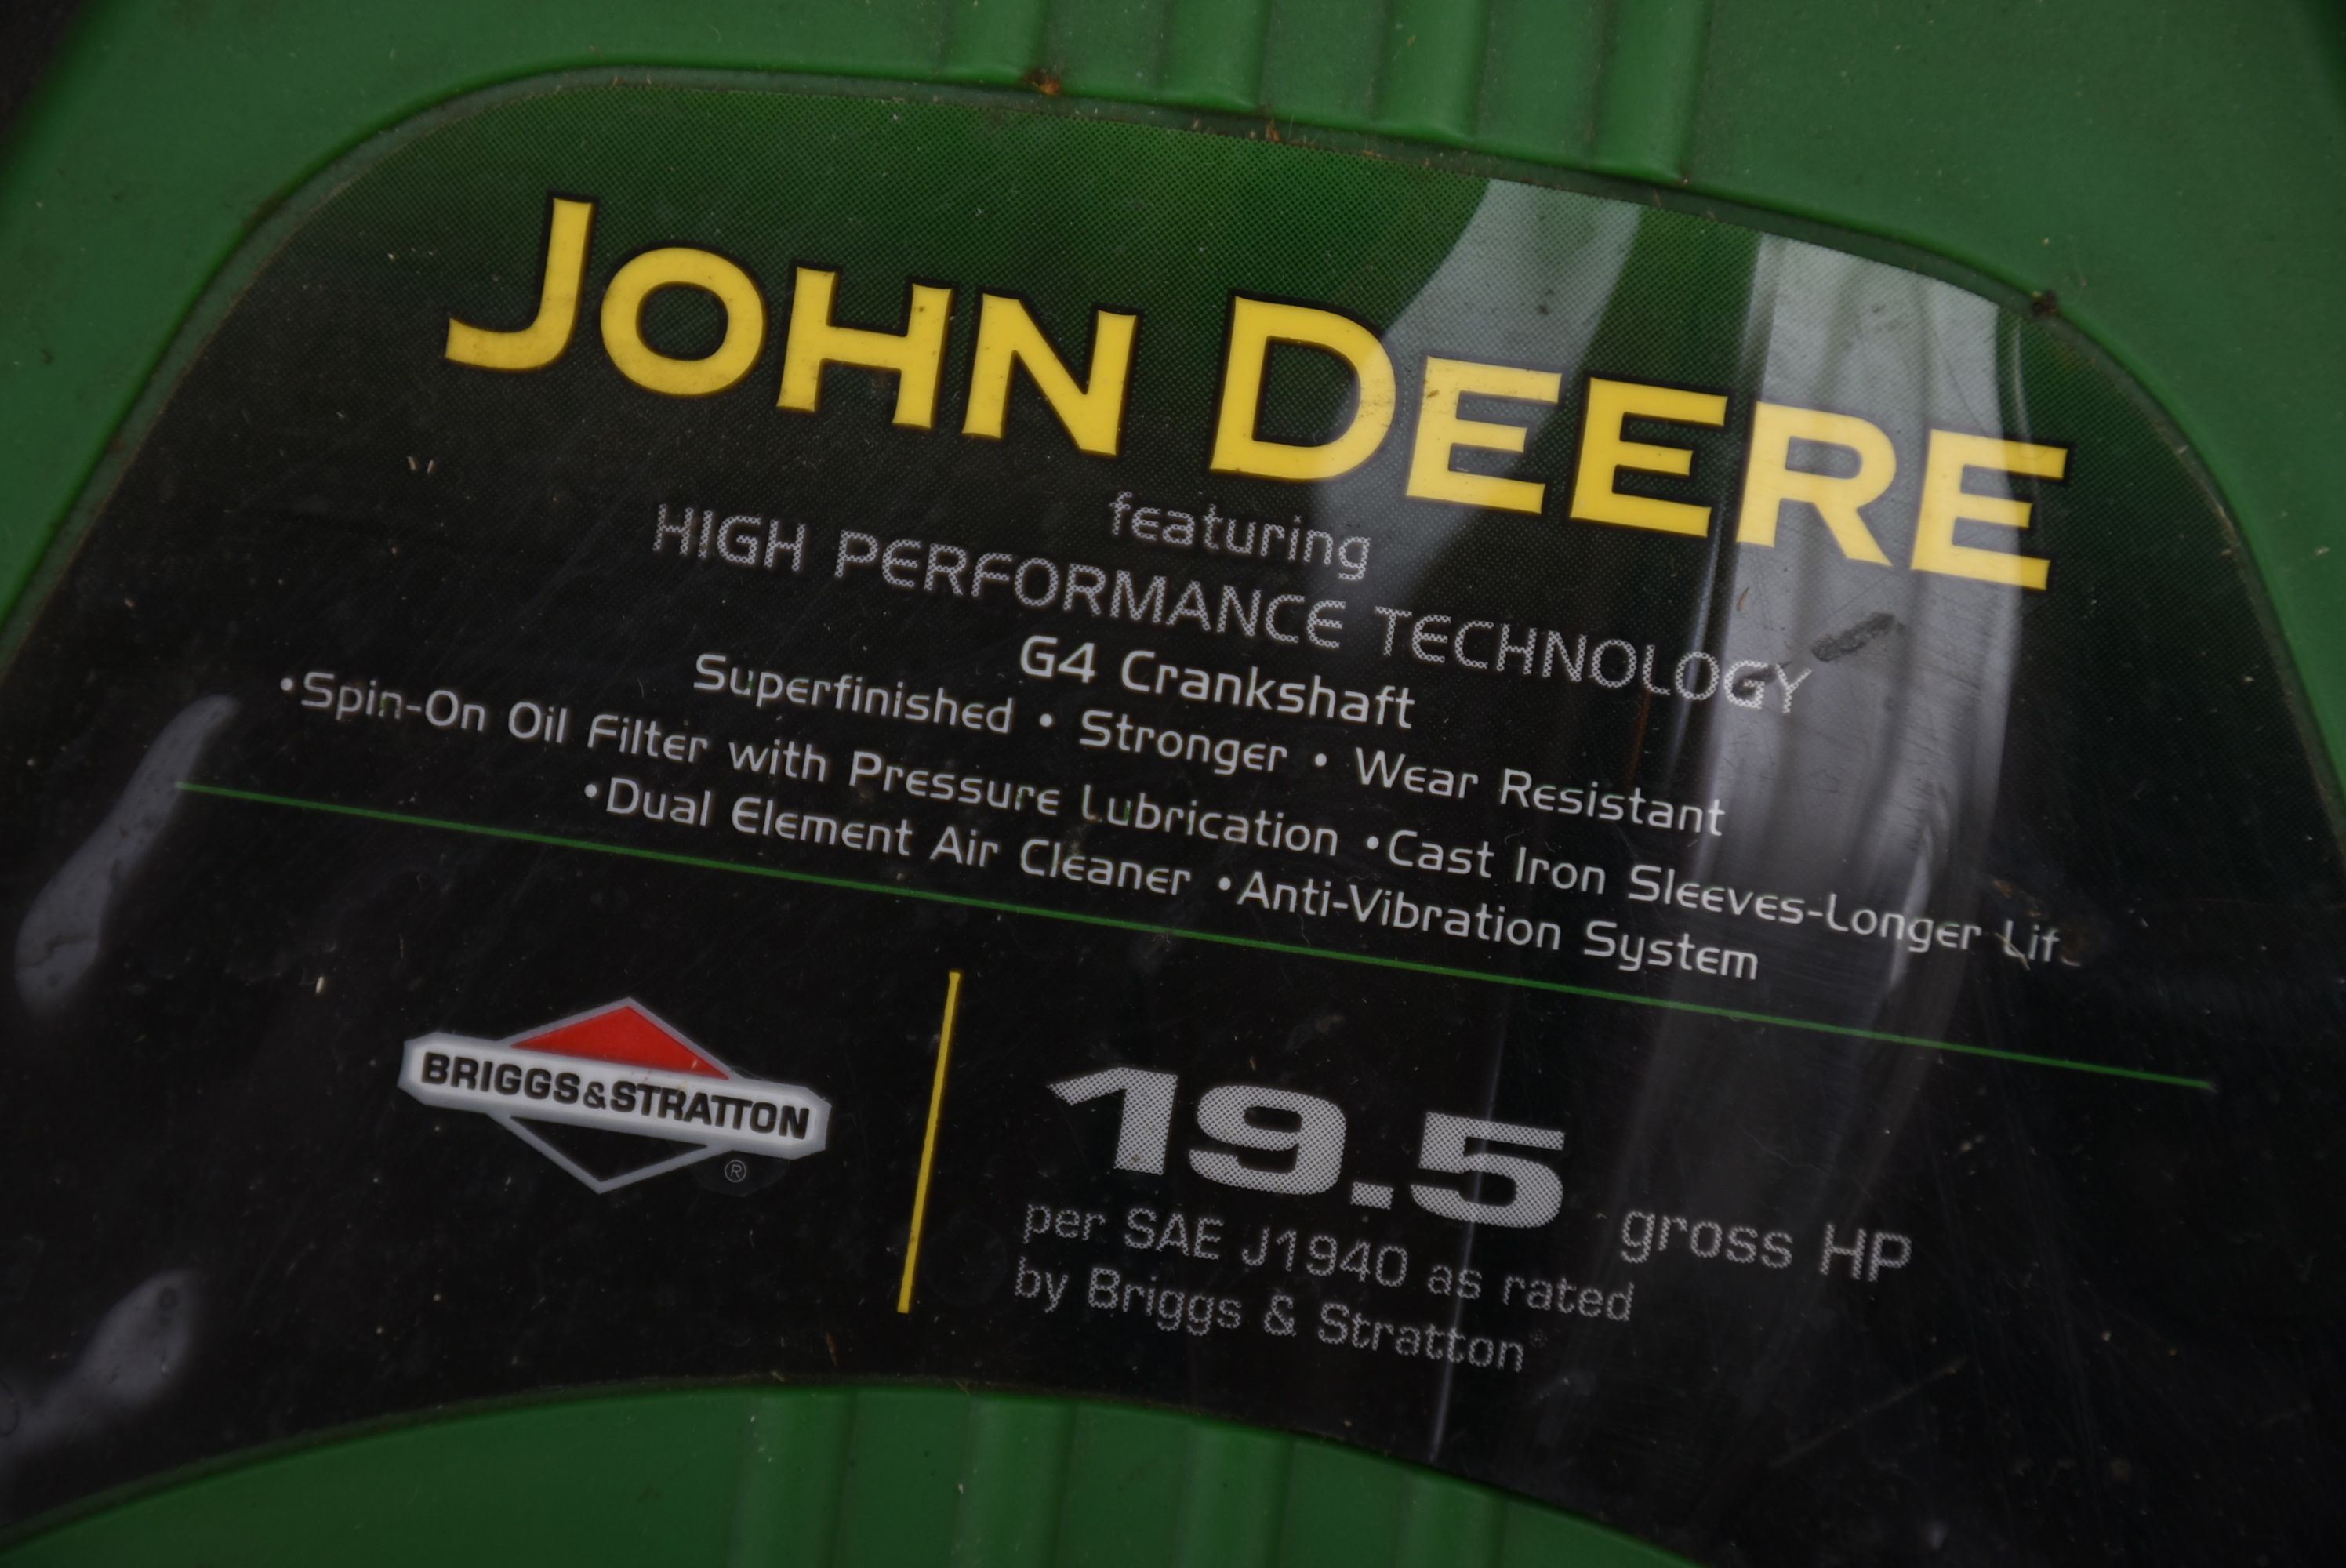 JOHN DEERE
featuring
HIGH PERFORMANCE TECHNOLOGY
G4 Crankshaft
Superfinished • Stronger • Wear Resistant
•Spin-On Oil Filter with Pressure Lubrication •Cast Iron Sleeves-Longer
•Dual Element Air Cleaner •Anti-Vibration System
BRIGGS&STRATTON
®
19.5 gross HP
per SAE J1940 as rated
by Briggs & Stratton®